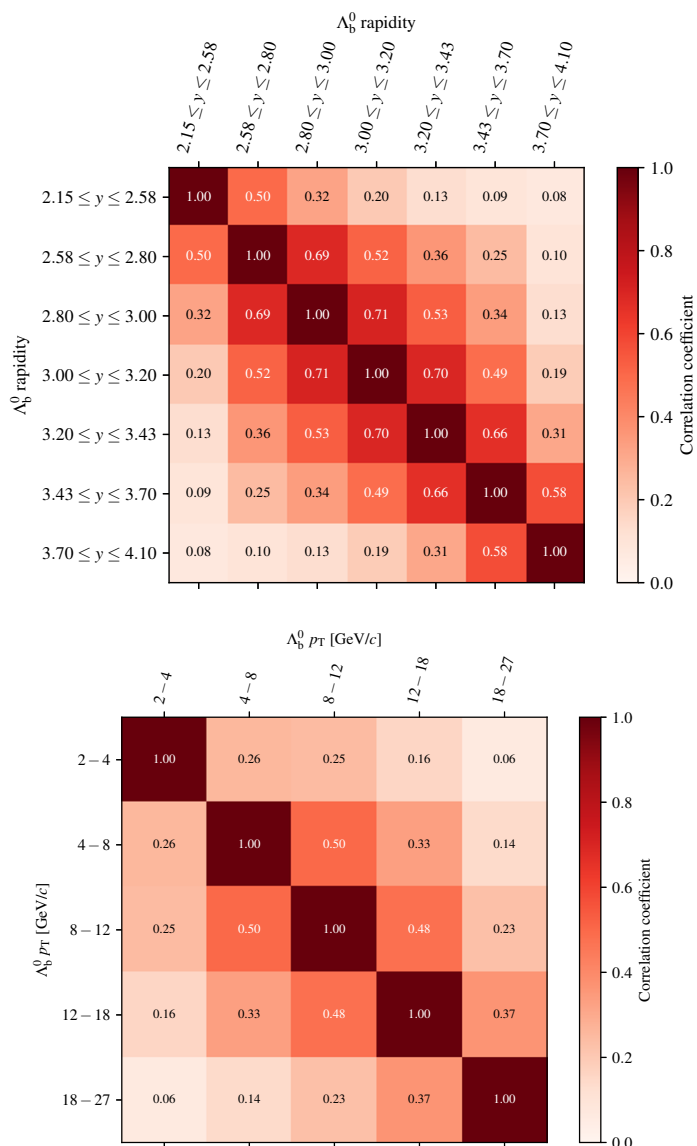 Λ_b^0 rapidity
2.15 ≤ y ≤ 2.58
2.58 ≤ y ≤ 2.80
2.80 ≤ y ≤ 3.00
3.00 ≤ y ≤ 3.20
3.20 ≤ y ≤ 3.43
3.43 ≤ y ≤ 3.70
3.70 ≤ y ≤ 4.10
Λ_b^0 rapidity
2.15 ≤ y ≤ 2.58 1.00 0.50 0.32 0.20 0.13 0.09 0.08
2.58 ≤ y ≤ 2.80 0.50 1.00 0.69 0.52 0.36 0.25 0.10
2.80 ≤ y ≤ 3.00 0.32 0.69 1.00 0.71 0.53 0.34 0.13
3.00 ≤ y ≤ 3.20 0.20 0.52 0.71 1.00 0.70 0.49 0.19
3.20 ≤ y ≤ 3.43 0.13 0.36 0.53 0.70 1.00 0.66 0.31
3.43 ≤ y ≤ 3.70 0.09 0.25 0.34 0.49 0.66 1.00 0.58
3.70 ≤ y ≤ 4.10 0.08 0.10 0.13 0.19 0.31 0.58 1.00
1.0
0.8
0.6
0.4
0.2
0.0
Correlation coefficient
Λ_b^0 p_T [GeV/c]
2 − 4
4 − 8
8 − 12
12 − 18
18 − 27
Λ_b^0 p_T [GeV/c]
2 − 4 1.00 0.26 0.25 0.16 0.06
4 − 8 0.26 1.00 0.50 0.33 0.14
8 − 12 0.25 0.50 1.00 0.48 0.23
12 − 18 0.16 0.33 0.48 1.00 0.37
18 − 27 0.06 0.14 0.23 0.37 1.00
1.0
0.8
0.6
0.4
0.2
0.0
Correlation coefficient